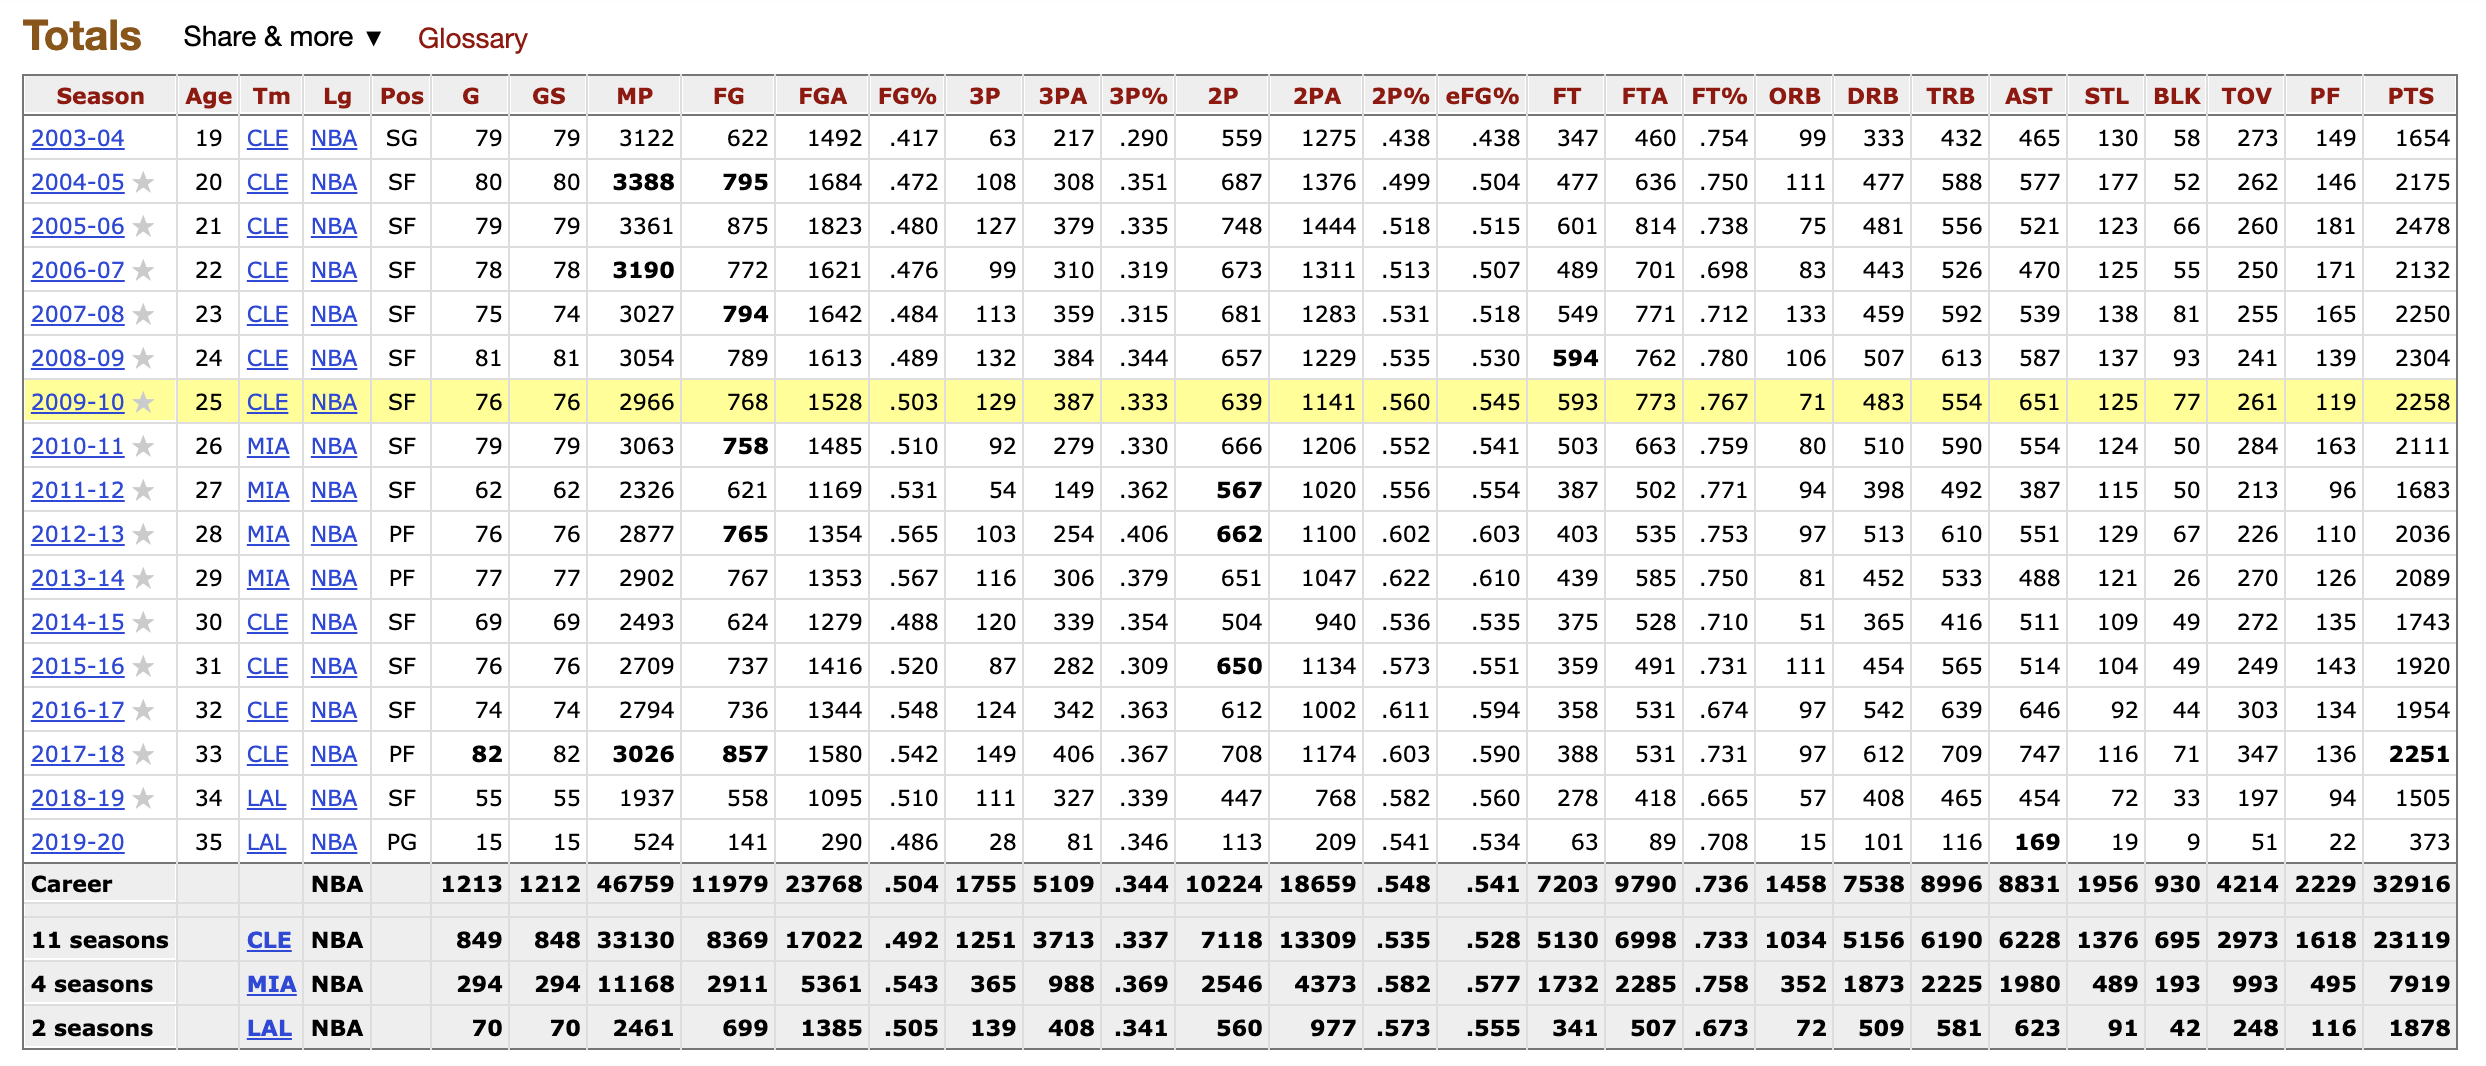 Totals Share & more ▼ Glossary
Season Age Tm Lg Pos G GS MP FG FGA FG% 3P 3PA 3P% 2P 2PA 2P% eFG% FT FTA FT% ORB DRB TRB AST STL BLK TOV PF PTS
2003-04 19 CLE NBA SG 79 79 3122 622 1492 .417 63 217 .290 559 1275 .438 .438 347 460 .754 99 333 432 465 130 58 273 149 1654
2004-05 ★ 20 CLE NBA SF 80 80 3388 795 1684 .472 108 308 .351 687 1376 .499 .504 477 636 .750 111 477 588 577 177 52 262 146 2175
2005-06 ★ 21 CLE NBA SF 79 79 3361 875 1823 .480 127 379 .335 748 1444 .518 .515 601 814 .738 75 481 556 521 123 66 260 181 2478
2006-07 ★ 22 CLE NBA SF 78 78 3190 772 1621 .476 99 310 .319 673 1311 .513 .507 489 701 .698 83 443 526 470 125 55 250 171 2132
2007-08 ★ 23 CLE NBA SF 75 74 3027 794 1642 .484 113 359 .315 681 1283 .531 .518 549 771 .712 133 459 592 539 138 81 255 165 2250
2008-09 ★ 24 CLE NBA SF 81 81 3054 789 1613 .489 132 384 .344 657 1229 .535 .530 594 762 .780 106 507 613 587 137 93 241 139 2304
2009-10 ★ 25 CLE NBA SF 76 76 2966 768 1528 .503 129 387 .333 639 1141 .560 .545 593 773 .767 71 483 554 651 125 77 261 119 2258
2010-11 ★ 26 MIA NBA SF 79 79 3063 758 1485 .510 92 279 .330 666 1206 .552 .541 503 663 .759 80 510 590 554 124 50 284 163 2111
2011-12 ★ 27 MIA NBA SF 62 62 2326 621 1169 .531 54 149 .362 567 1020 .556 .554 387 502 .771 94 398 492 387 115 50 213 96 1683
2012-13 ★ 28 MIA NBA PF 76 76 2877 765 1354 .565 103 254 .406 662 1100 .602 .603 403 535 .753 97 513 610 551 129 67 226 110 2036
2013-14 ★ 29 MIA NBA PF 77 77 2902 767 1353 .567 116 306 .379 651 1047 .622 .610 439 585 .750 81 452 533 488 121 26 270 126 2089
2014-15 ★ 30 CLE NBA SF 69 69 2493 624 1279 .488 120 339 .354 504 940 .536 .535 375 528 .710 51 365 416 511 109 49 272 135 1743
2015-16 ★ 31 CLE NBA SF 76 76 2709 737 1416 .520 87 282 .309 650 1134 .573 .551 359 491 .731 111 454 565 514 104 49 249 143 1920
2016-17 ★ 32 CLE NBA SF 74 74 2794 736 1344 .548 124 342 .363 612 1002 .611 .594 358 531 .674 97 542 639 646 92 44 303 134 1954
2017-18 ★ 33 CLE NBA PF 82 82 3026 857 1580 .542 149 406 .367 708 1174 .603 .590 388 531 .731 97 612 709 747 116 71 347 136 2251
2018-19 ★ 34 LAL NBA SF 55 55 1937 558 1095 .510 111 327 .339 447 768 .582 .560 278 418 .665 57 408 465 454 72 33 197 94 1505
2019-20 35 LAL NBA PG 15 15 524 141 290 .486 28 81 .346 113 209 .541 .534 63 89 .708 15 101 116 169 19 9 51 22 373
Career NBA 1213 1212 46759 11979 23768 .504 1755 5109 .344 10224 18659 .548 .541 7203 9790 .736 1458 7538 8996 8831 1956 930 4214 2229 32916
11 seasons CLE NBA 849 848 33130 8369 17022 .492 1251 3713 .337 7118 13309 .535 .528 5130 6998 .733 1034 5156 6190 6228 1376 695 2973 1618 23119
4 seasons MIA NBA 294 294 11168 2911 5361 .543 365 988 .369 2546 4373 .582 .577 1732 2285 .758 352 1873 2225 1980 489 193 993 495 7919
2 seasons LAL NBA 70 70 2461 699 1385 .505 139 408 .341 560 977 .573 .555 341 507 .673 72 509 581 623 91 42 248 116 1878